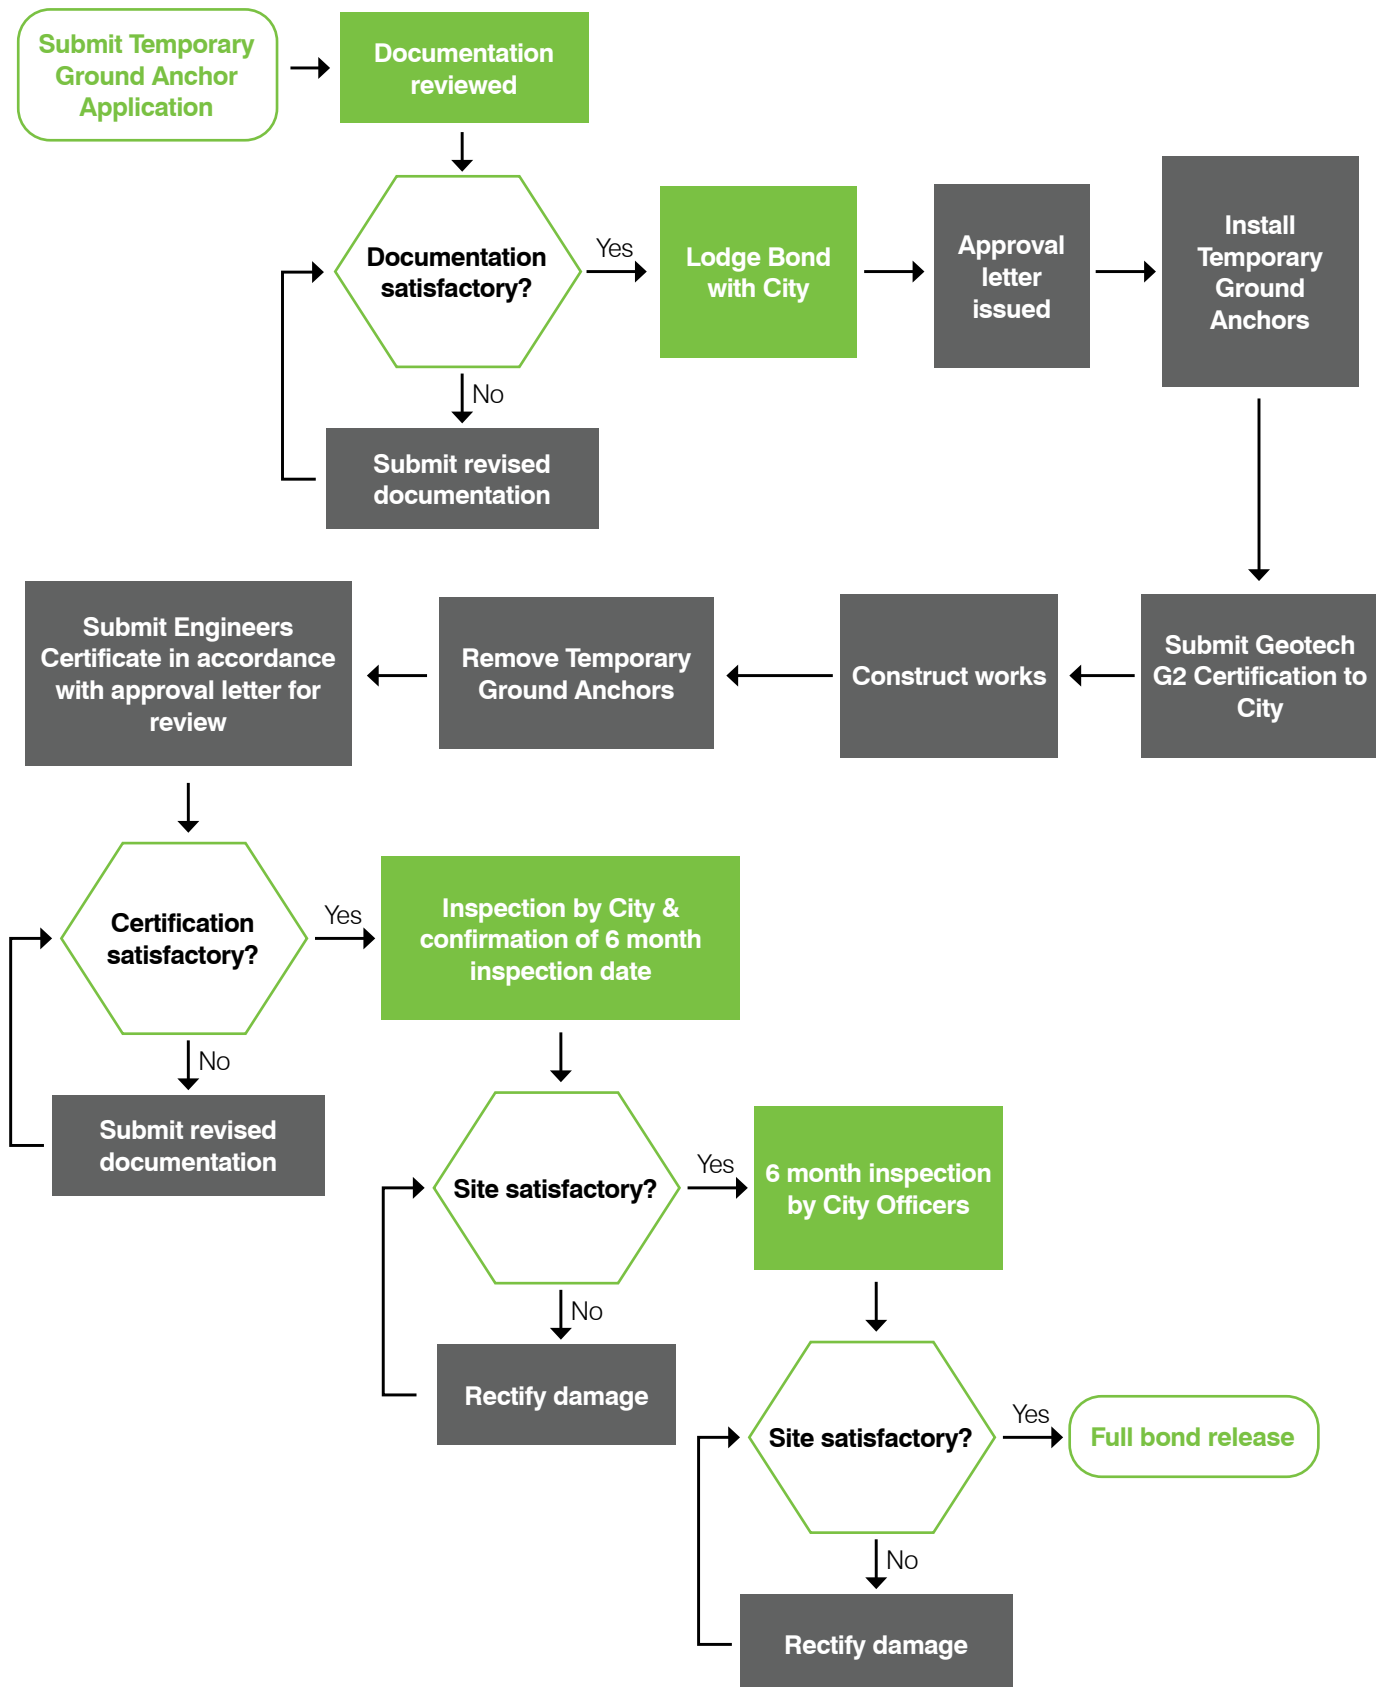 Submit Temporary
Ground Anchor
Application
Documentation
reviewed
Documentation
satisfactory?
Yes
Lodge Bond
with City
Approval
letter
issued
Install
Temporary
Ground
Anchors
No
Submit revised
documentation
Submit Geotech
G2 Certification to
City
Construct works
Remove Temporary
Ground Anchors
Submit Engineers
Certificate in accordance
with approval letter for
review
Certification
satisfactory?
Yes
Inspection by City &
confirmation of 6 month
inspection date
No
Submit revised
documentation
Site satisfactory?
Yes
6 month inspection
by City Officers
No
Rectify damage
Site satisfactory?
Yes
Full bond release
No
Rectify damage